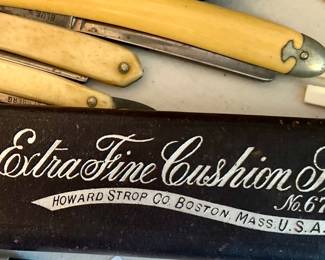 Extra Fine Cushion
No. 67
HOWARD STROP CO. BOSTON, MASS. U.S.A.